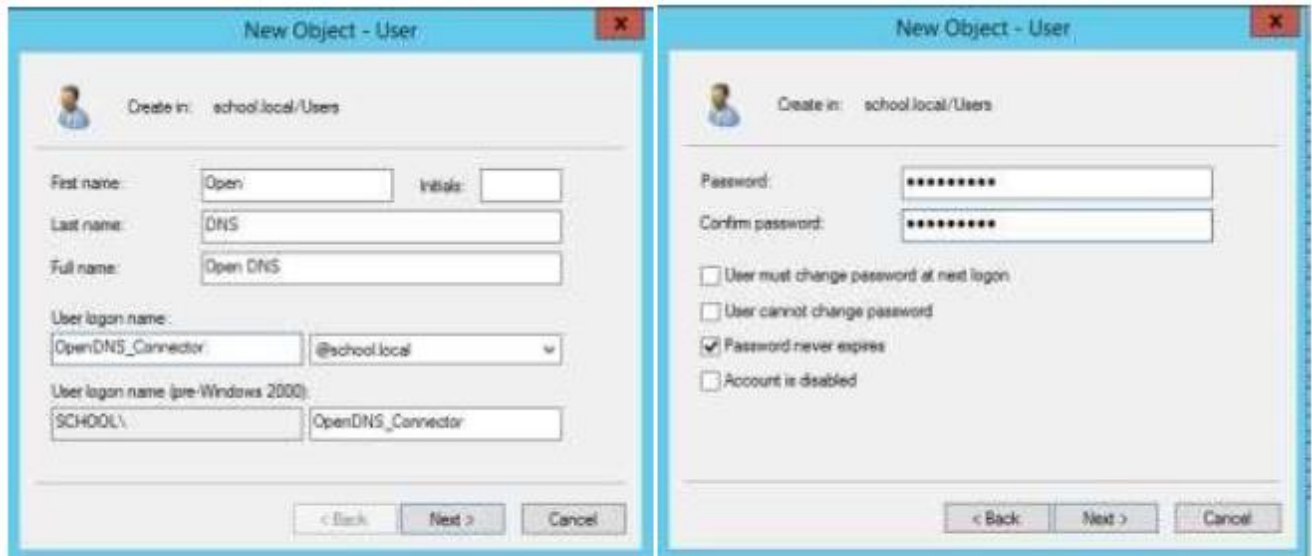 New Object - User
Create in: school.local/Users
First name: Open Initials:
Last name: DNS
Full name: Open DNS
User logon name:
OpenDNS_Connector @school.local
User logon name (pre-Windows 2000):
SCHOOL\ OpenDNS_Connector
< Back Next > Cancel
New Object - User
Create in: school.local/Users
Password: •••••••••
Confirm password: •••••••••
User must change password at next logon
User cannot change password
Password never expires
Account is disabled
< Back Next > Cancel